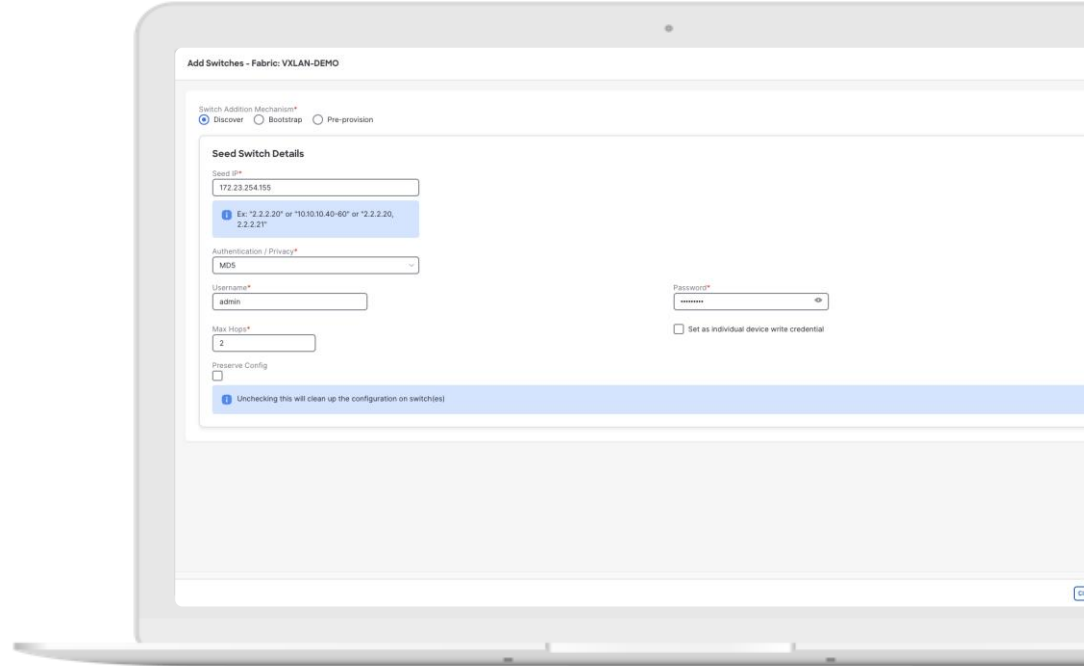 Add Switches - Fabric: VXLAN-DEMO
Switch Addition Mechanism*
Discover Bootstrap Pre-provision
Seed Switch Details
Seed IP*
172.23.254.155
Ex: "2.2.2.20" or "10.10.10.40-60" or "2.2.2.20,
2.2.2.21"
Authentication / Privacy*
MD5
Username*
Password*
admin
Max Hops*
Set as individual device write credential
2
Preserve Config
Unchecking this will clean up the configuration on switch(es)